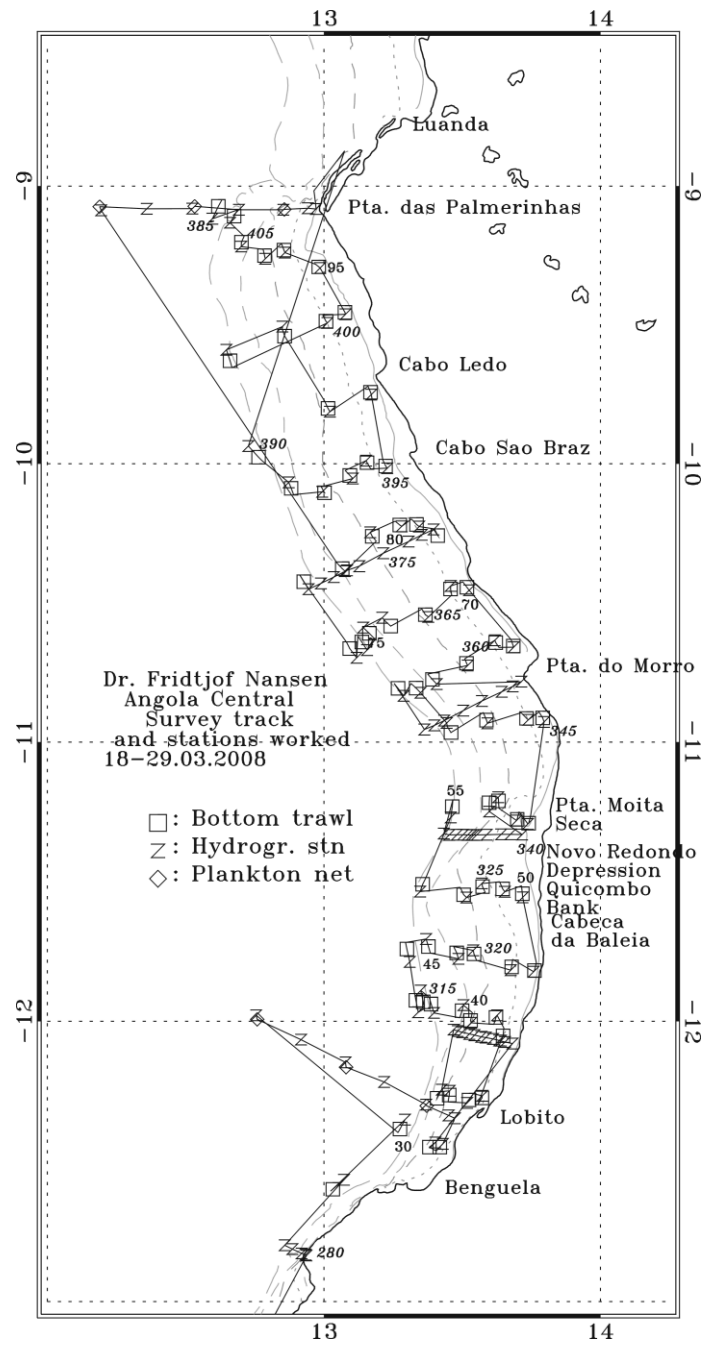 13 14
Luanda
-9 -9
Pta. das Palmerinhas
385
405
95
400
Cabo Ledo
390
Cabo Sao Braz
-10 -10
395
80
375
70
365
75
360
Pta. do Morro
Dr. Fridtjof Nansen
Angola Central
Survey track
and stations worked
18-29.03.2008
345
-11 -11
55
Pta. Moita
Seca
□: Bottom trawl
Z: Hydrogr. stn
◇: Plankton net
340
Novo Redondo
Depression
325
50
Quicombo
Bank
Cabeca
da Baleia
320
45
315
40
-12 -12
Lobito
30
Benguela
280
13 14